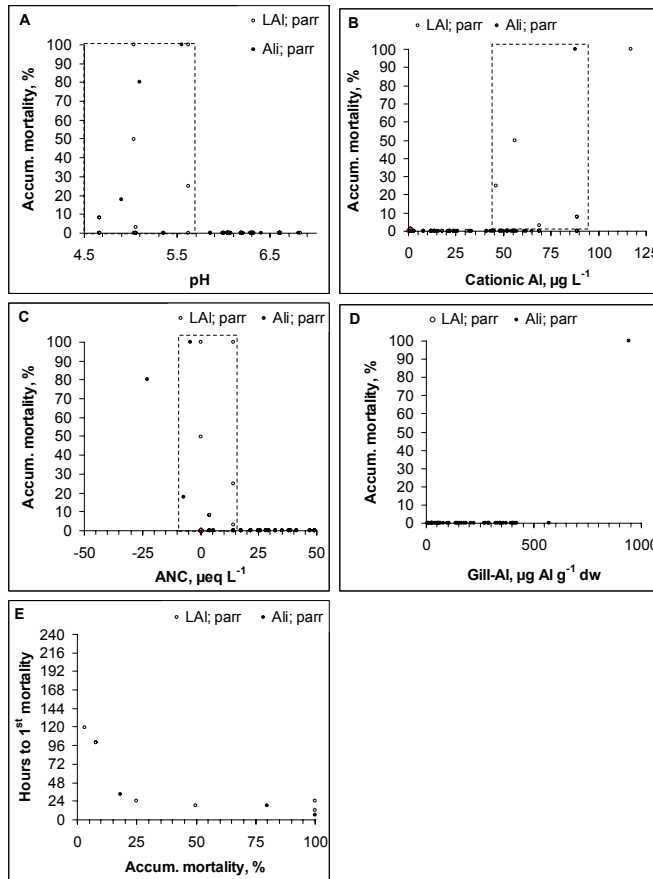 A
LAl; parr
Ali; parr
Accum. mortality, %
100
90
80
70
60
50
40
30
20
10
0
4.5 5.5 6.5
pH
B
LAl; parr Ali; parr
Accum. mortality, %
100
90
80
70
60
50
40
30
20
10
0
0 25 50 75 100 125
Cationic Al, µg L⁻¹
C
LAl; parr Ali; parr
Accum. mortality, %
100
90
80
70
60
50
40
30
20
10
0
-50 -25 0 25 50
ANC, µeq L⁻¹
D
LAl; parr Ali; parr
Accum. mortality, %
100
90
80
70
60
50
40
30
20
10
0
0 500 1000
Gill-Al, µg Al g⁻¹ dw
E
LAl; parr Ali; parr
Hours to 1ˢᵗ mortality
240
216
192
168
144
120
96
72
48
24
0
0 25 50 75 100
Accum. mortality, %